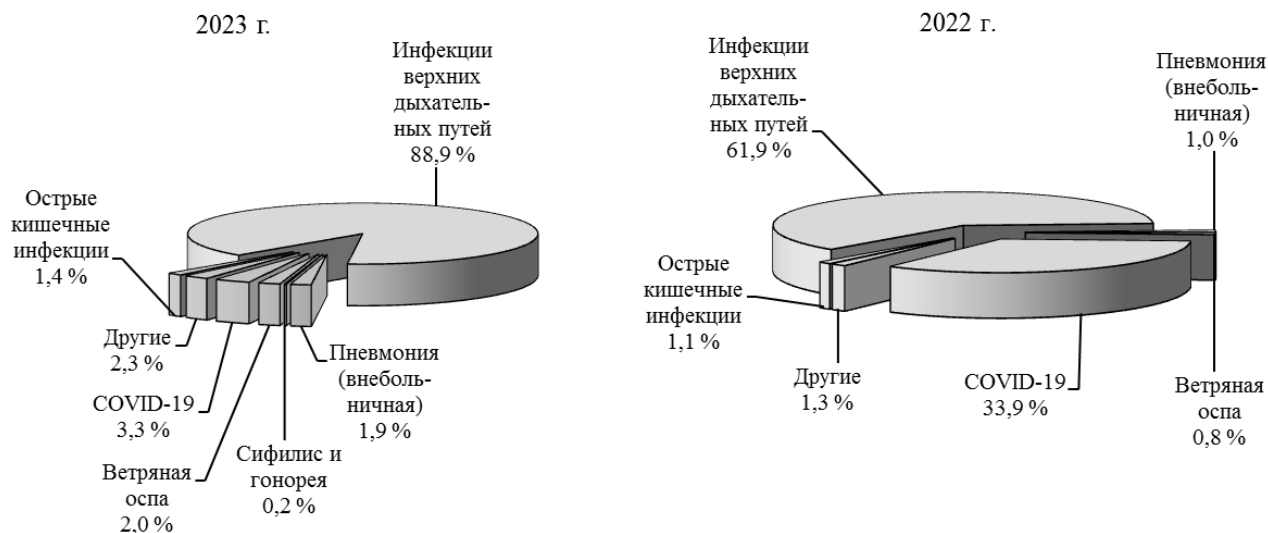 2023 г.
Инфекции
верхних
дыхатель-
ных путей
88,9 %
Острые
кишечные
инфекции
1,4 %
Другие
2,3 %
COVID-19
3,3 %
Ветряная
оспа
2,0 %
Сифилис и
гонорея
0,2 %
Пневмония
(внеболь-
ничная)
1,9 %
2022 г.
Инфекции
верхних
дыхатель-
ных путей
61,9 %
Пневмония
(внеболь-
ничная)
1,0 %
Острые
кишечные
инфекции
1,1 %
Другие
1,3 %
COVID-19
33,9 %
Ветряная
оспа
0,8 %